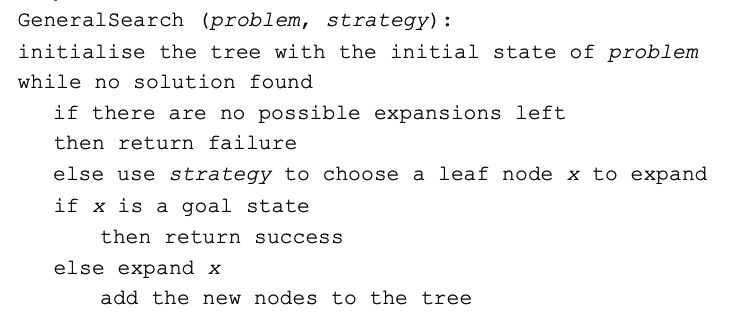 GeneralSearch (problem, strategy):
initialise the tree with the initial state of problem
while no solution found
if there are no possible expansions left
then return failure
else use strategy to choose a leaf node x to expand
if x is a goal state
then return success
else expand x
add the new nodes to the tree